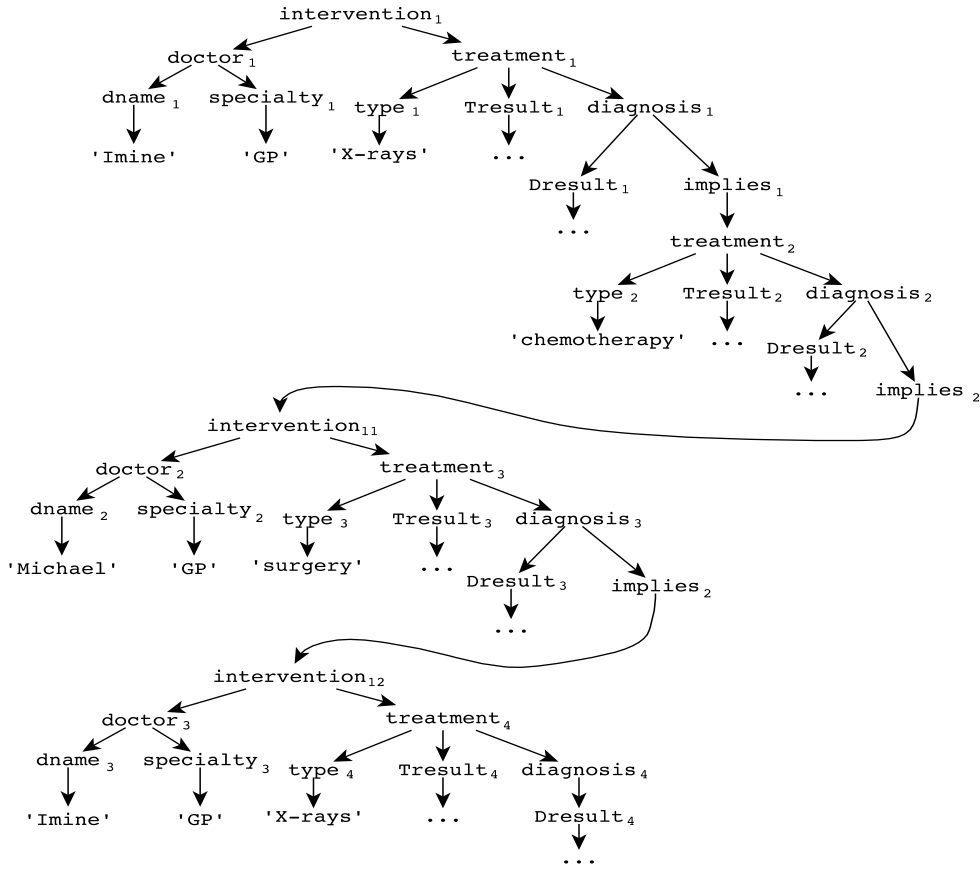 intervention₁
doctor₁ treatment₁
dname₁ specialty₁ type₁ Tresult₁ diagnosis₁
'Imine' 'GP' 'X-rays' ...
Dresult₁ implies₁
...
treatment₂
type₂ Tresult₂ diagnosis₂
'chemotherapy' ... Dresult₂
... implies₂
intervention₁₁
doctor₂ treatment₃
dname₂ specialty₂ type₃ Tresult₃ diagnosis₃
'Michael' 'GP' 'surgery' ... Dresult₃ implies₂
...
intervention₁₂
doctor₃ treatment₄
dname₃ specialty₃ type₄ Tresult₄ diagnosis₄
'Imine' 'GP' 'X-rays' ... Dresult₄
...